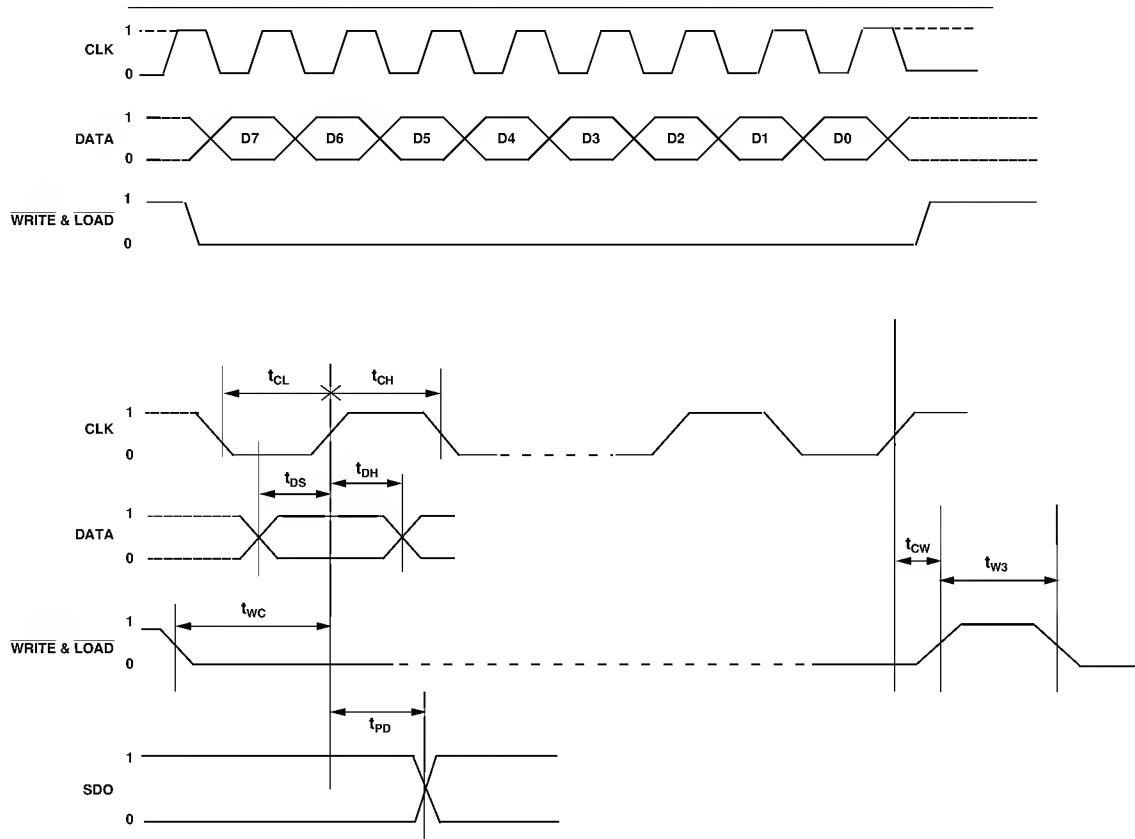 1
CLK
0
1
DATA D7 D6 D5 D4 D3 D2 D1 D0
0
1
WRITE & LOAD
0
tCL tCH
1
CLK
0
tDS tDH
1
DATA
0
tCW tW3
tWC
1
WRITE & LOAD
0
tPD
1
SDO
0